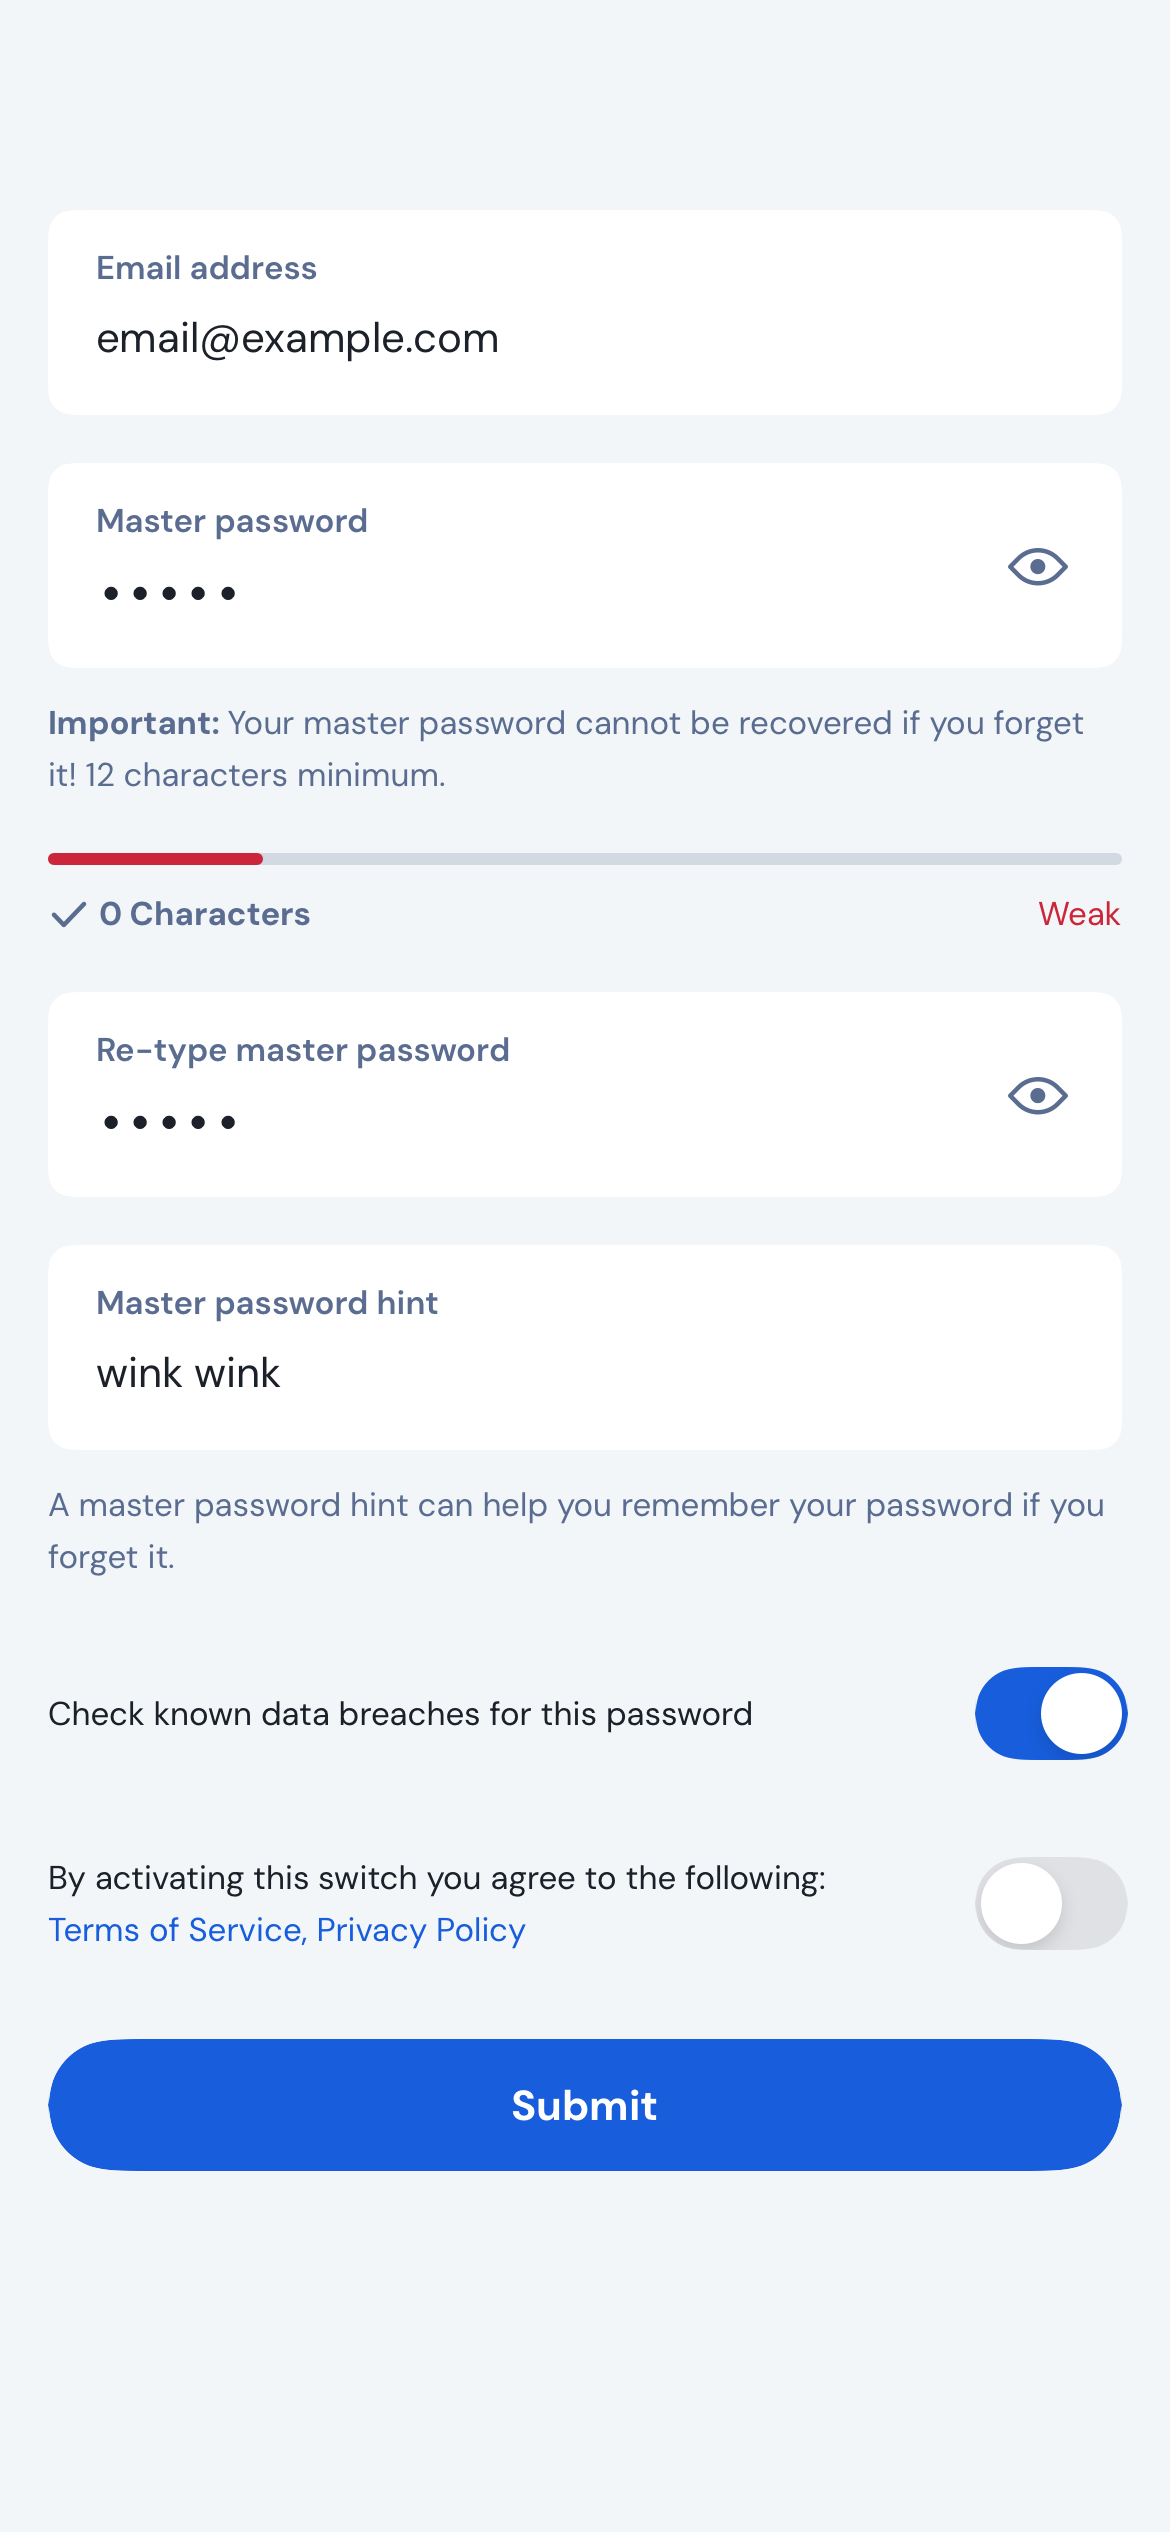 Email address
email@example.com
Master password
•••••
Important: Your master password cannot be recovered if you forget
it! 12 characters minimum.
0 Characters
Weak
Re-type master password
•••••
Master password hint
wink wink
A master password hint can help you remember your password if you
forget it.
Check known data breaches for this password
By activating this switch you agree to the following:
Terms of Service, Privacy Policy
Submit